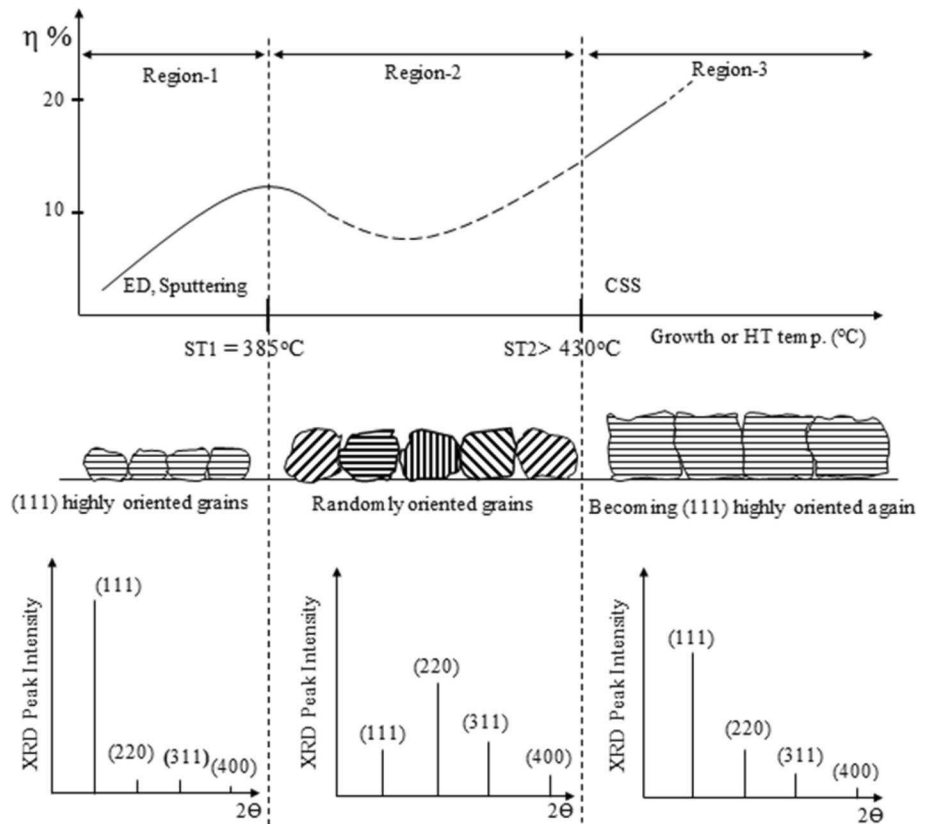 η %
Region-1
Region-2
Region-3
20
10
ED, Sputtering
CSS
ST1 = 385°C
ST2> 430°C
Growth or HT temp. (°C)
(111) highly oriented grains
Randomly oriented grains
Becoming (111) highly oriented again
XRD Peak Intensity
(111)
(220)
(311)
(400)
2Θ
XRD Peak Intensity
(111)
(220)
(311)
(400)
2Θ
XRD Peak Intensity
(111)
(220)
(311)
(400)
2Θ